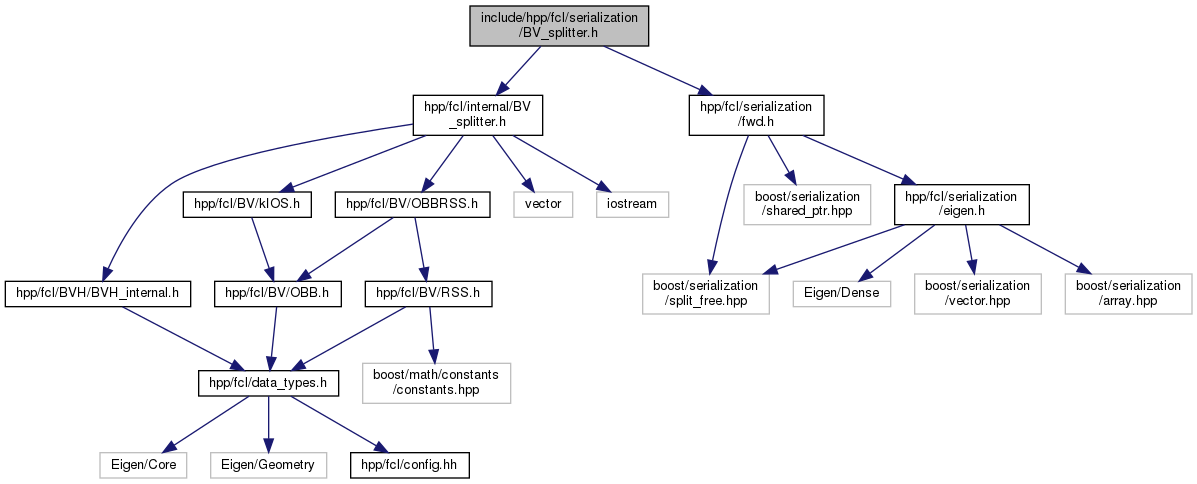 include/hpp/fcl/serialization
/BV_splitter.h
hpp/fcl/internal/BV
_splitter.h
hpp/fcl/serialization
/fwd.h
hpp/fcl/BV/kIOS.h
hpp/fcl/BV/OBBRSS.h
vector
iostream
boost/serialization
/shared_ptr.hpp
hpp/fcl/serialization
/eigen.h
hpp/fcl/BVH/BVH_internal.h
hpp/fcl/BV/OBB.h
hpp/fcl/BV/RSS.h
boost/serialization
/split_free.hpp
Eigen/Dense
boost/serialization
/vector.hpp
boost/serialization
/array.hpp
hpp/fcl/data_types.h
boost/math/constants
/constants.hpp
Eigen/Core
Eigen/Geometry
hpp/fcl/config.hh